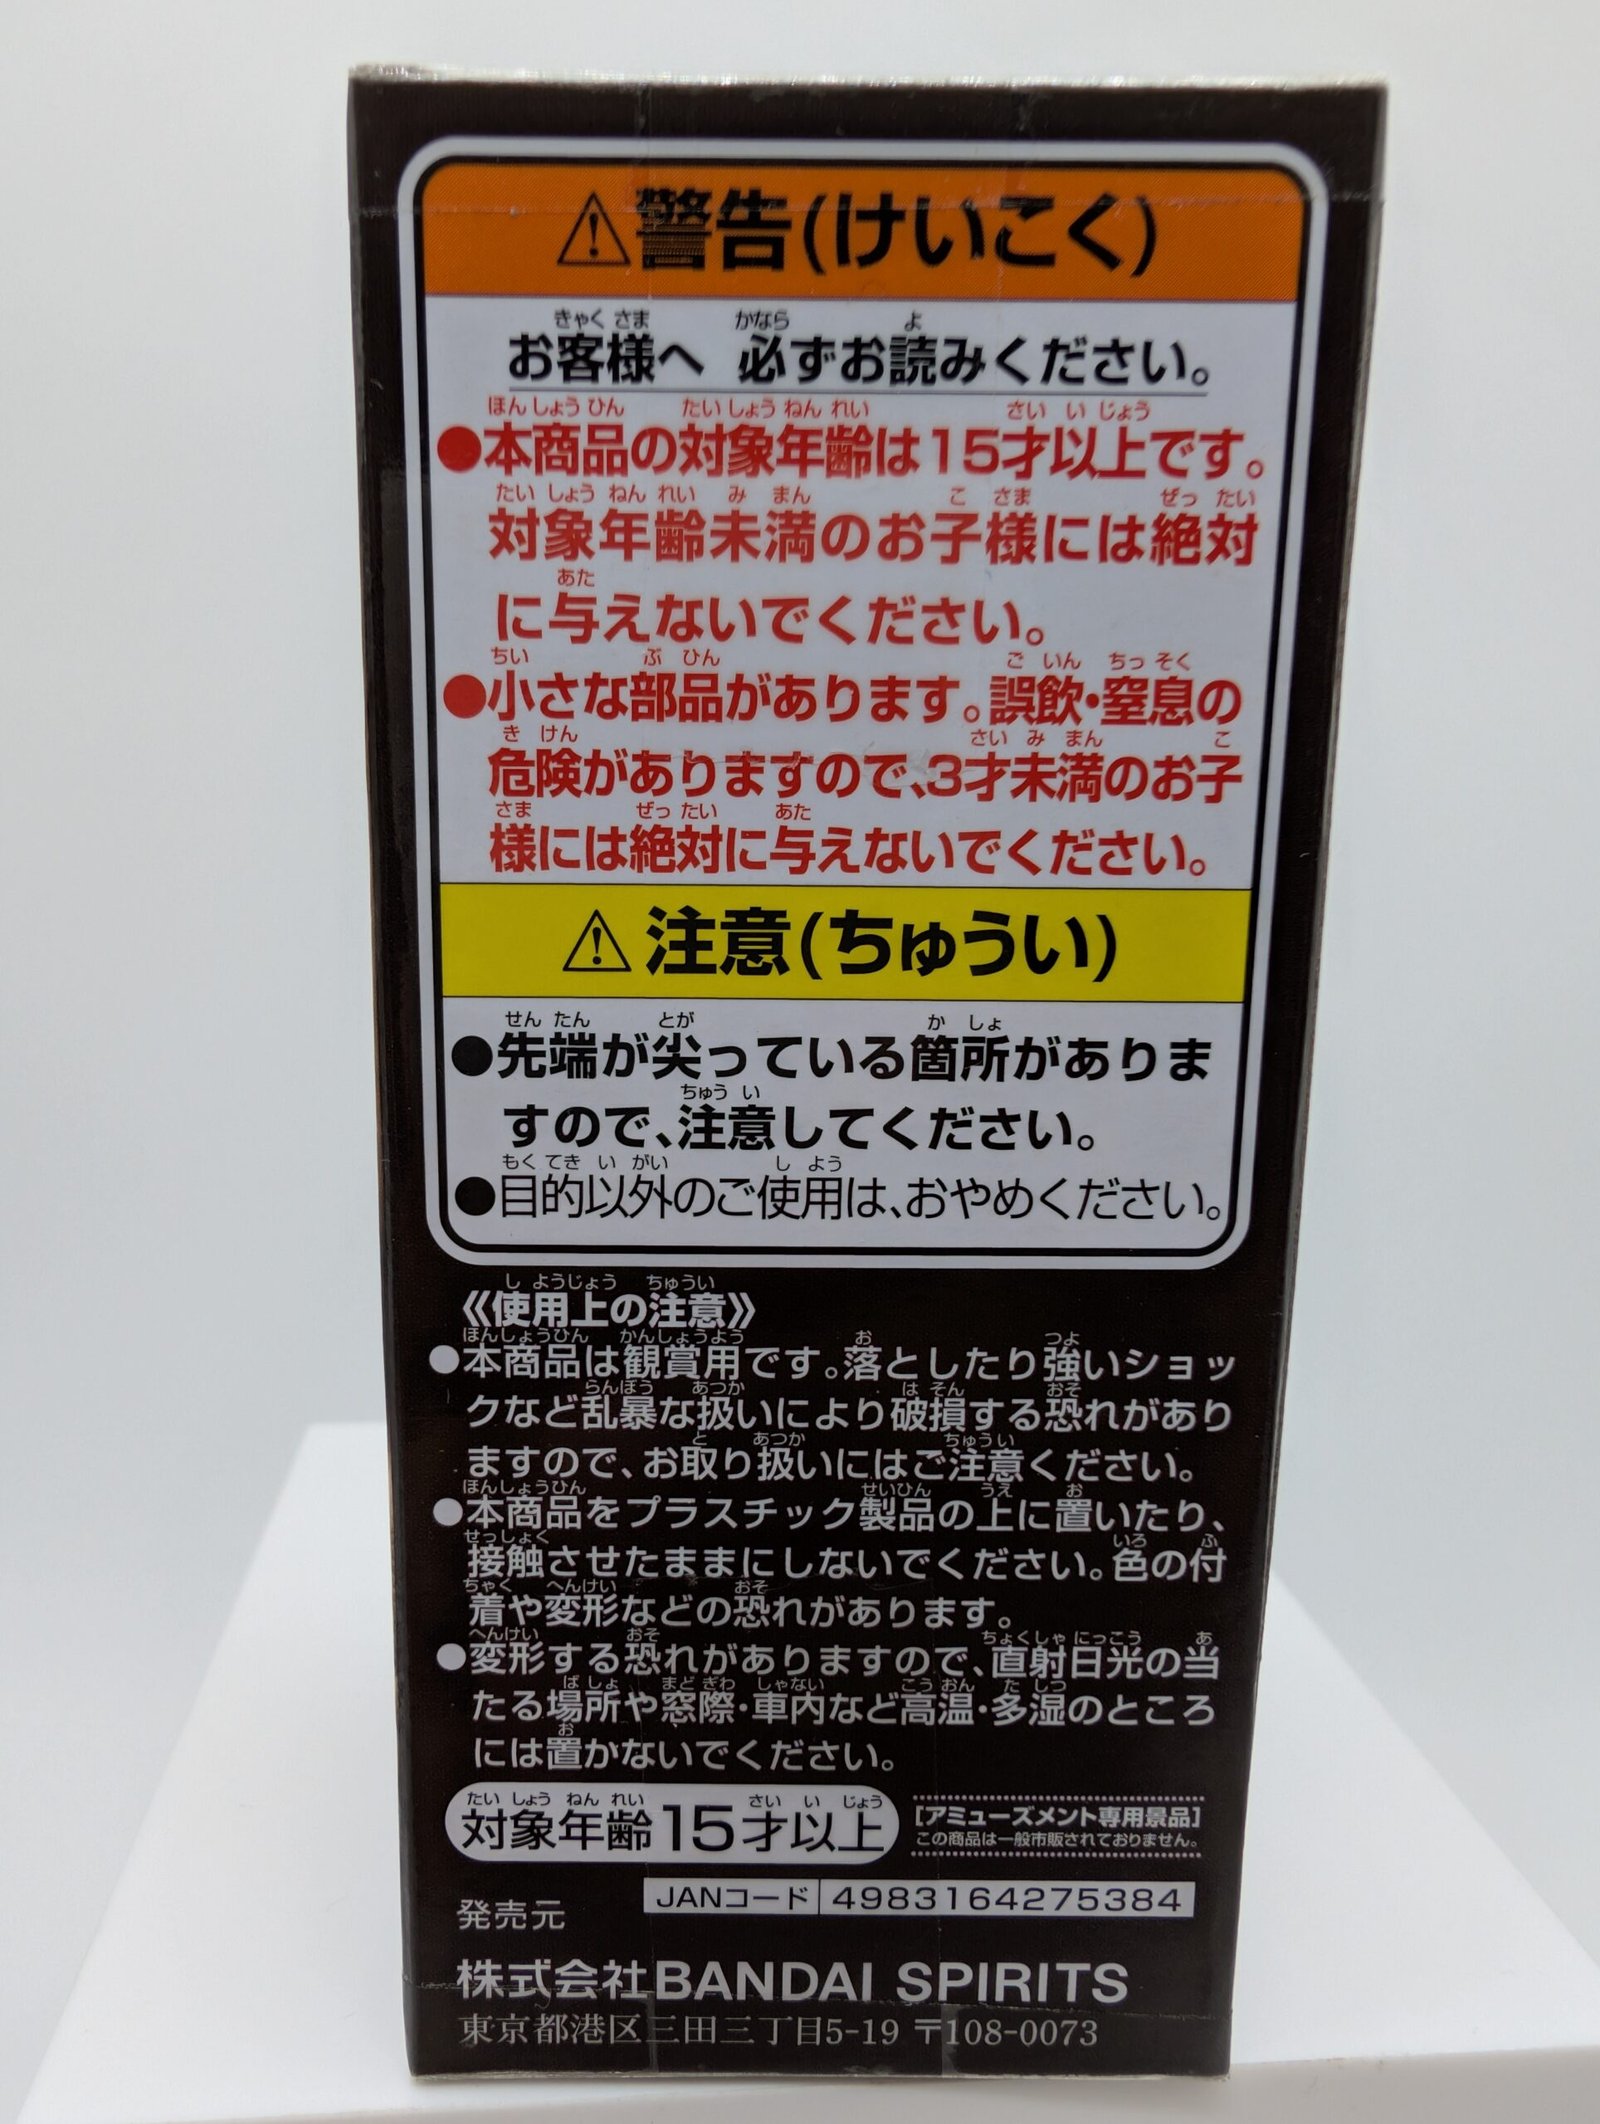 ⚠警告(けいこく)
お客様へ 必ずお読みください。
●本商品の対象年齢は15才以上です。
対象年齢未満のお子様には絶対
に与えないでください。
●小さな部品があります。誤飲・窒息の
危険がありますので、3才未満のお子
様には絶対に与えないでください。
⚠注意(ちゅうい)
●先端が尖っている箇所がありま
すので、注意してください。
●目的以外のご使用は、おやめください。
《使用上の注意》
●本商品は観賞用です。落としたり強いショッ
クなど乱暴な扱いにより破損する恐れがあり
ますので、お取り扱いにはご注意ください。
●本商品をプラスチック製品の上に置いたり、
接触させたままにしないでください。色の付
着や変形などの恐れがあります。
●変形する恐れがありますので、直射日光の当
たる場所や窓際・車内など高温・多湿のところ
には置かないでください。
対象年齢15才以上
[アミューズメント専用景品]
この商品は一般市販されておりません。
JANコード 4983164275384
発売元
株式会社BANDAI SPIRITS
東京都港区三田三丁目5-19 〒108-0073